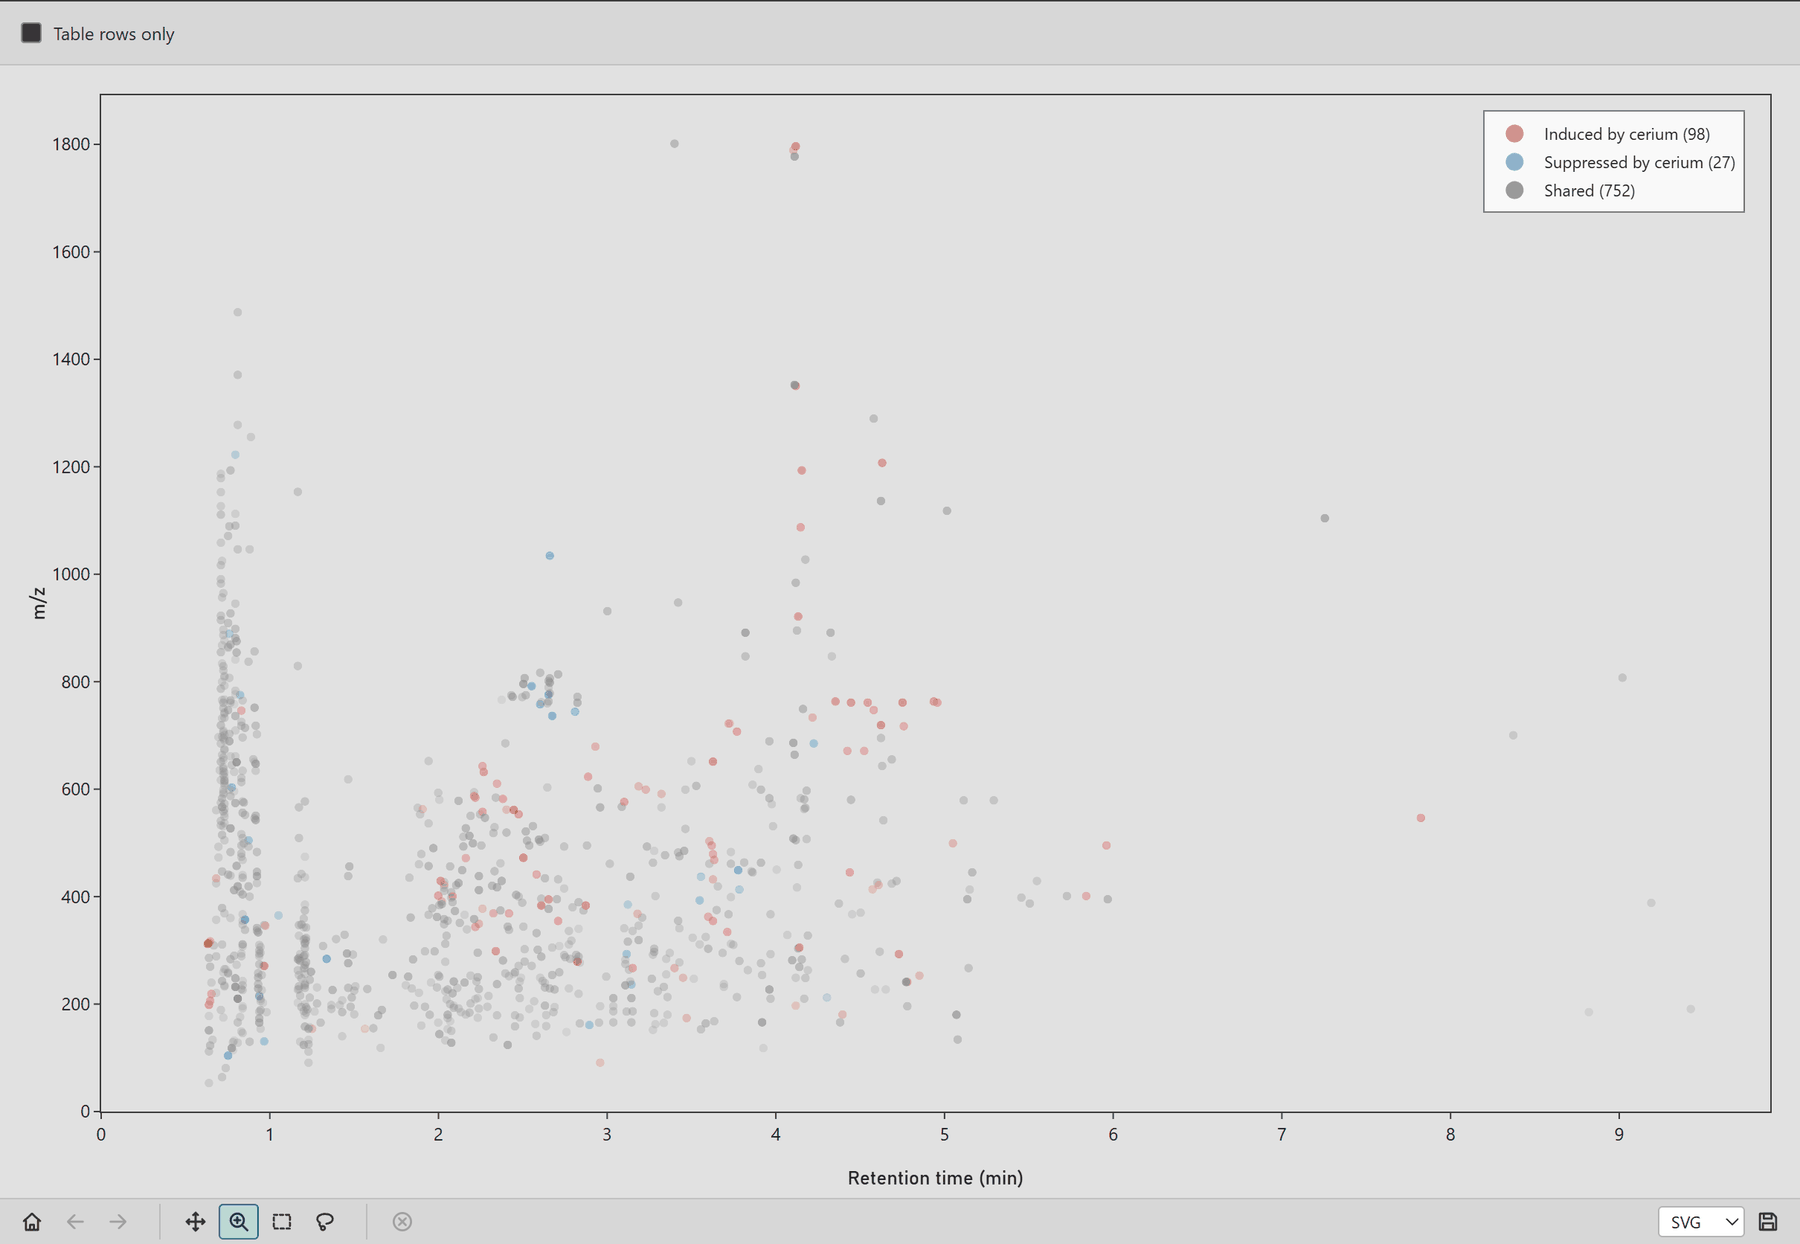 Table rows only
Induced by cerium (98)
Suppressed by cerium (27)
Shared (752)
1800
1600
1400
1200
1000
800
600
400
200
0
m/z
0 1 2 3 4 5 6 7 8 9
Retention time (min)
SVG